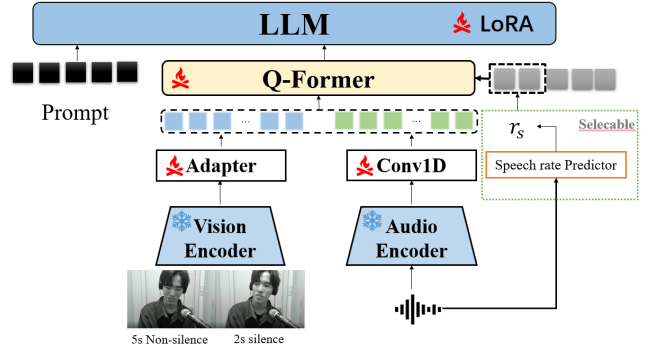 LLM
LoRA
Q-Former
Prompt
...
...
r_s
Selecable
Adapter
Conv1D
Speech rate Predictor
Vision
Encoder
Audio
Encoder
5s Non-silence
2s silence